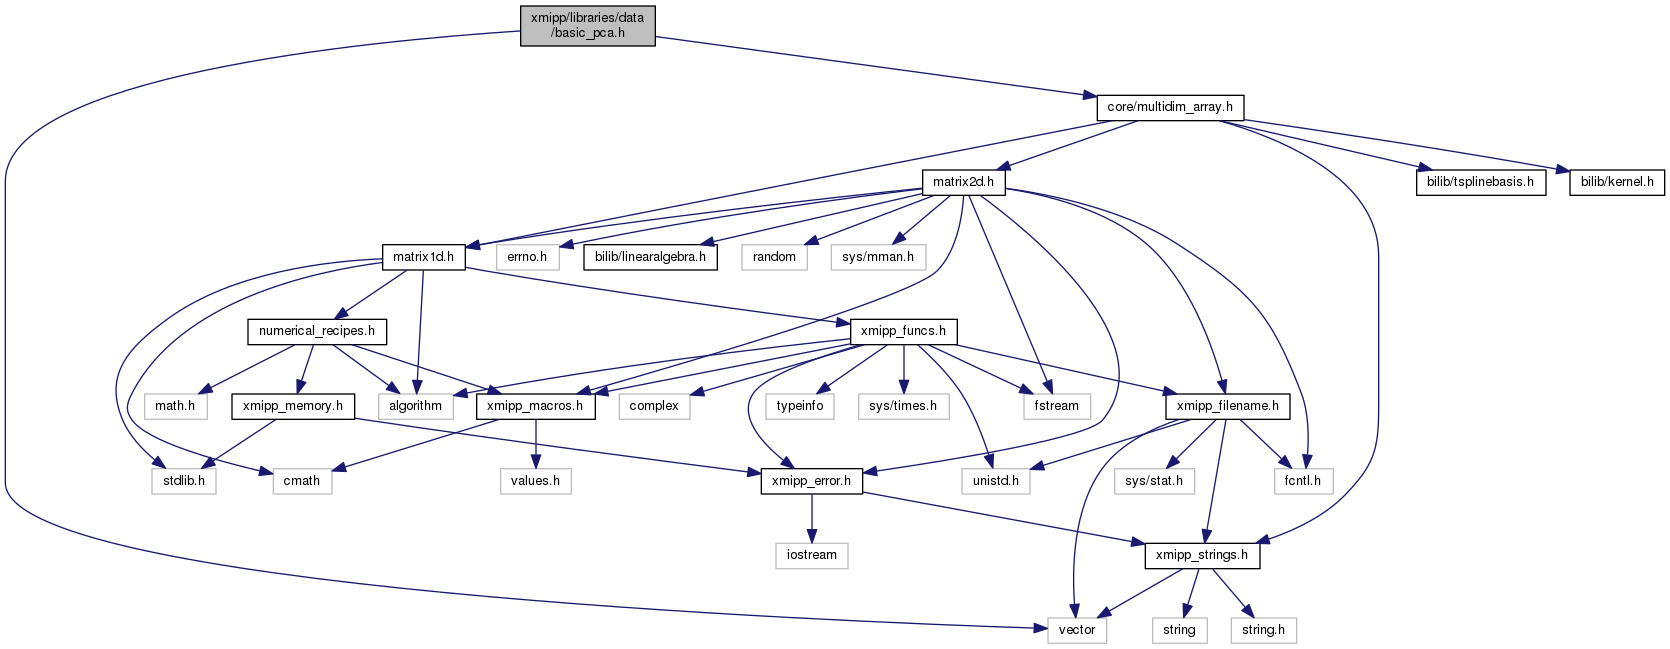 xmipp/libraries/data
/basic_pca.h
core/multidim_array.h
matrix2d.h
bilib/tsplinebasis.h
bilib/kernel.h
matrix1d.h
errno.h
bilib/linearalgebra.h
random
sys/mman.h
numerical_recipes.h
xmipp_funcs.h
math.h
xmipp_memory.h
algorithm
xmipp_macros.h
complex
typeinfo
sys/times.h
fstream
xmipp_filename.h
stdlib.h
cmath
values.h
xmipp_error.h
unistd.h
sys/stat.h
fcntl.h
iostream
xmipp_strings.h
vector
string
string.h